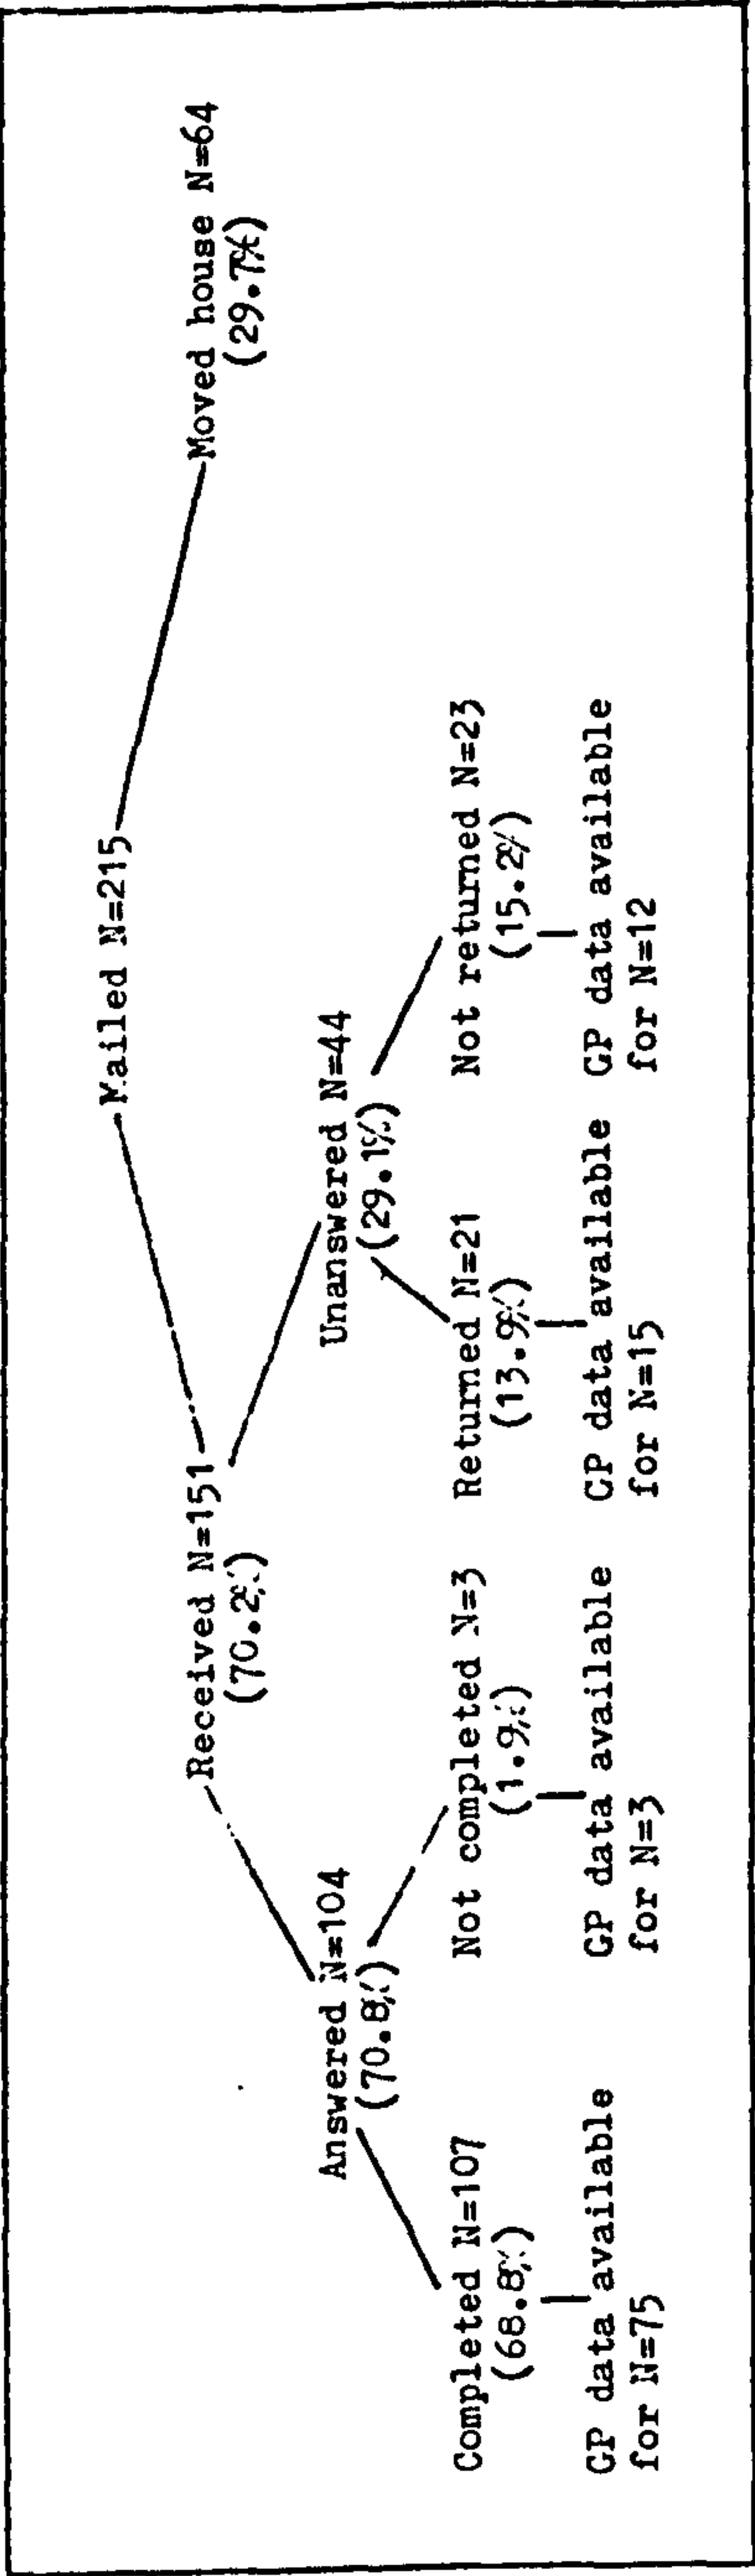 Mailed N=215
Received N=151
(70.2%)
Moved house N=64
(29.7%)
Answered N=104
(70.8%)
Unanswered N=44
(29.1%)
Completed N=107
(68.8%)
Not completed N=3
(1.9%)
Returned N=21
(13.9%)
Not returned N=23
(15.2%)
GP data available
for N=75
GP data available
for N=3
GP data available
for N=15
GP data available
for N=12